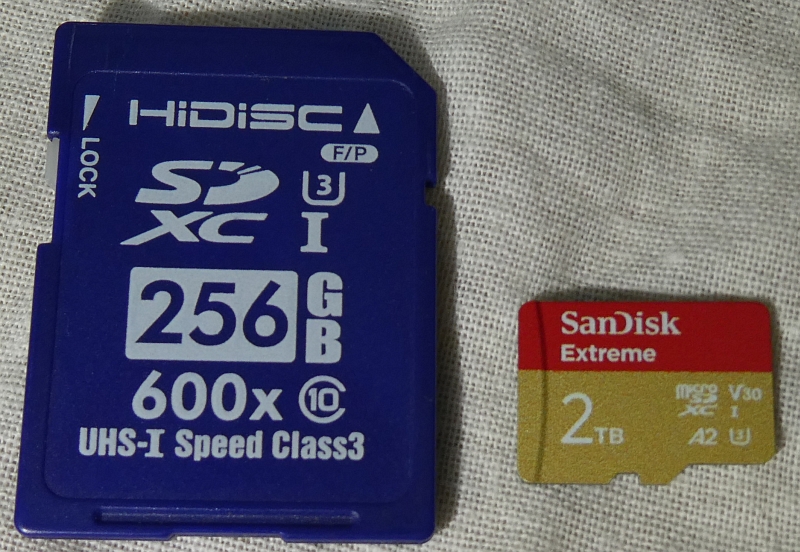 HiDISC
F/P
LOCK
SD XC
3
I
256 GB
600x 10
UHS-I Speed Class3
SanDisk
Extreme
micro SD XC
V30
I
2TB
A2 3